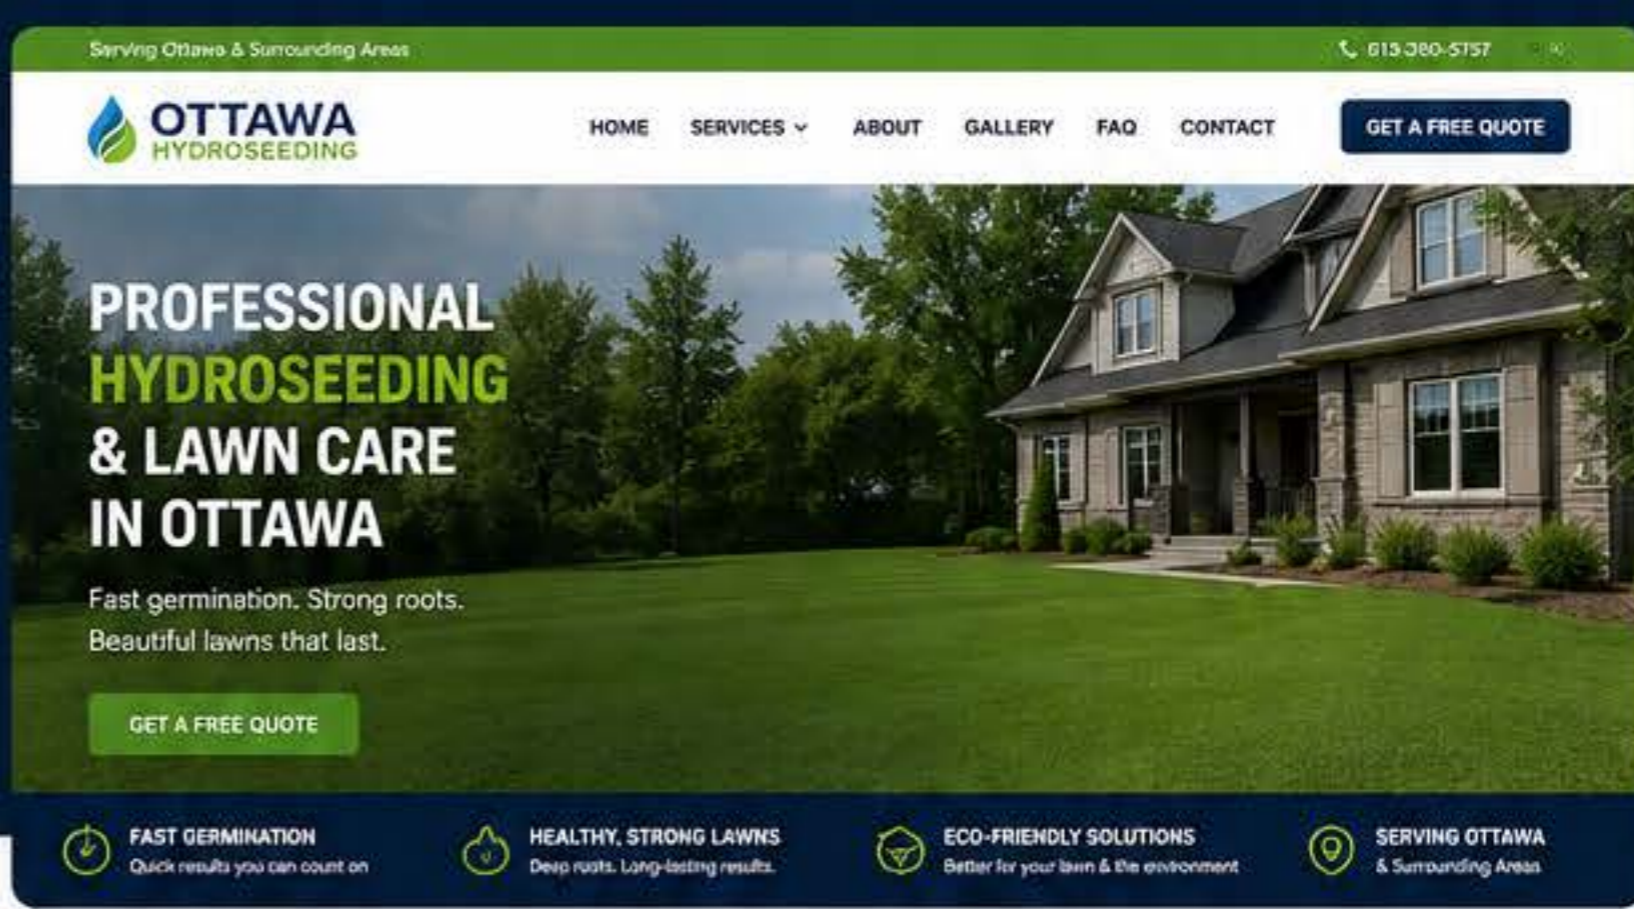 Serving Ottawa & Surrounding Areas
OTTAWA
HYDROSEEDING
HOME SERVICES ABOUT GALLERY FAQ CONTACT GET A FREE QUOTE
PROFESSIONAL
HYDROSEEDING
& LAWN CARE
IN OTTAWA
Fast germination. Strong roots.
Beautiful lawns that last.
GET A FREE QUOTE
FAST GERMINATION
Quick results you can count on
HEALTHY, STRONG LAWNS
Deep roots. Long-lasting results.
ECO-FRIENDLY SOLUTIONS
Better for your lawn & the environment
SERVING OTTAWA
& Surrounding Areas